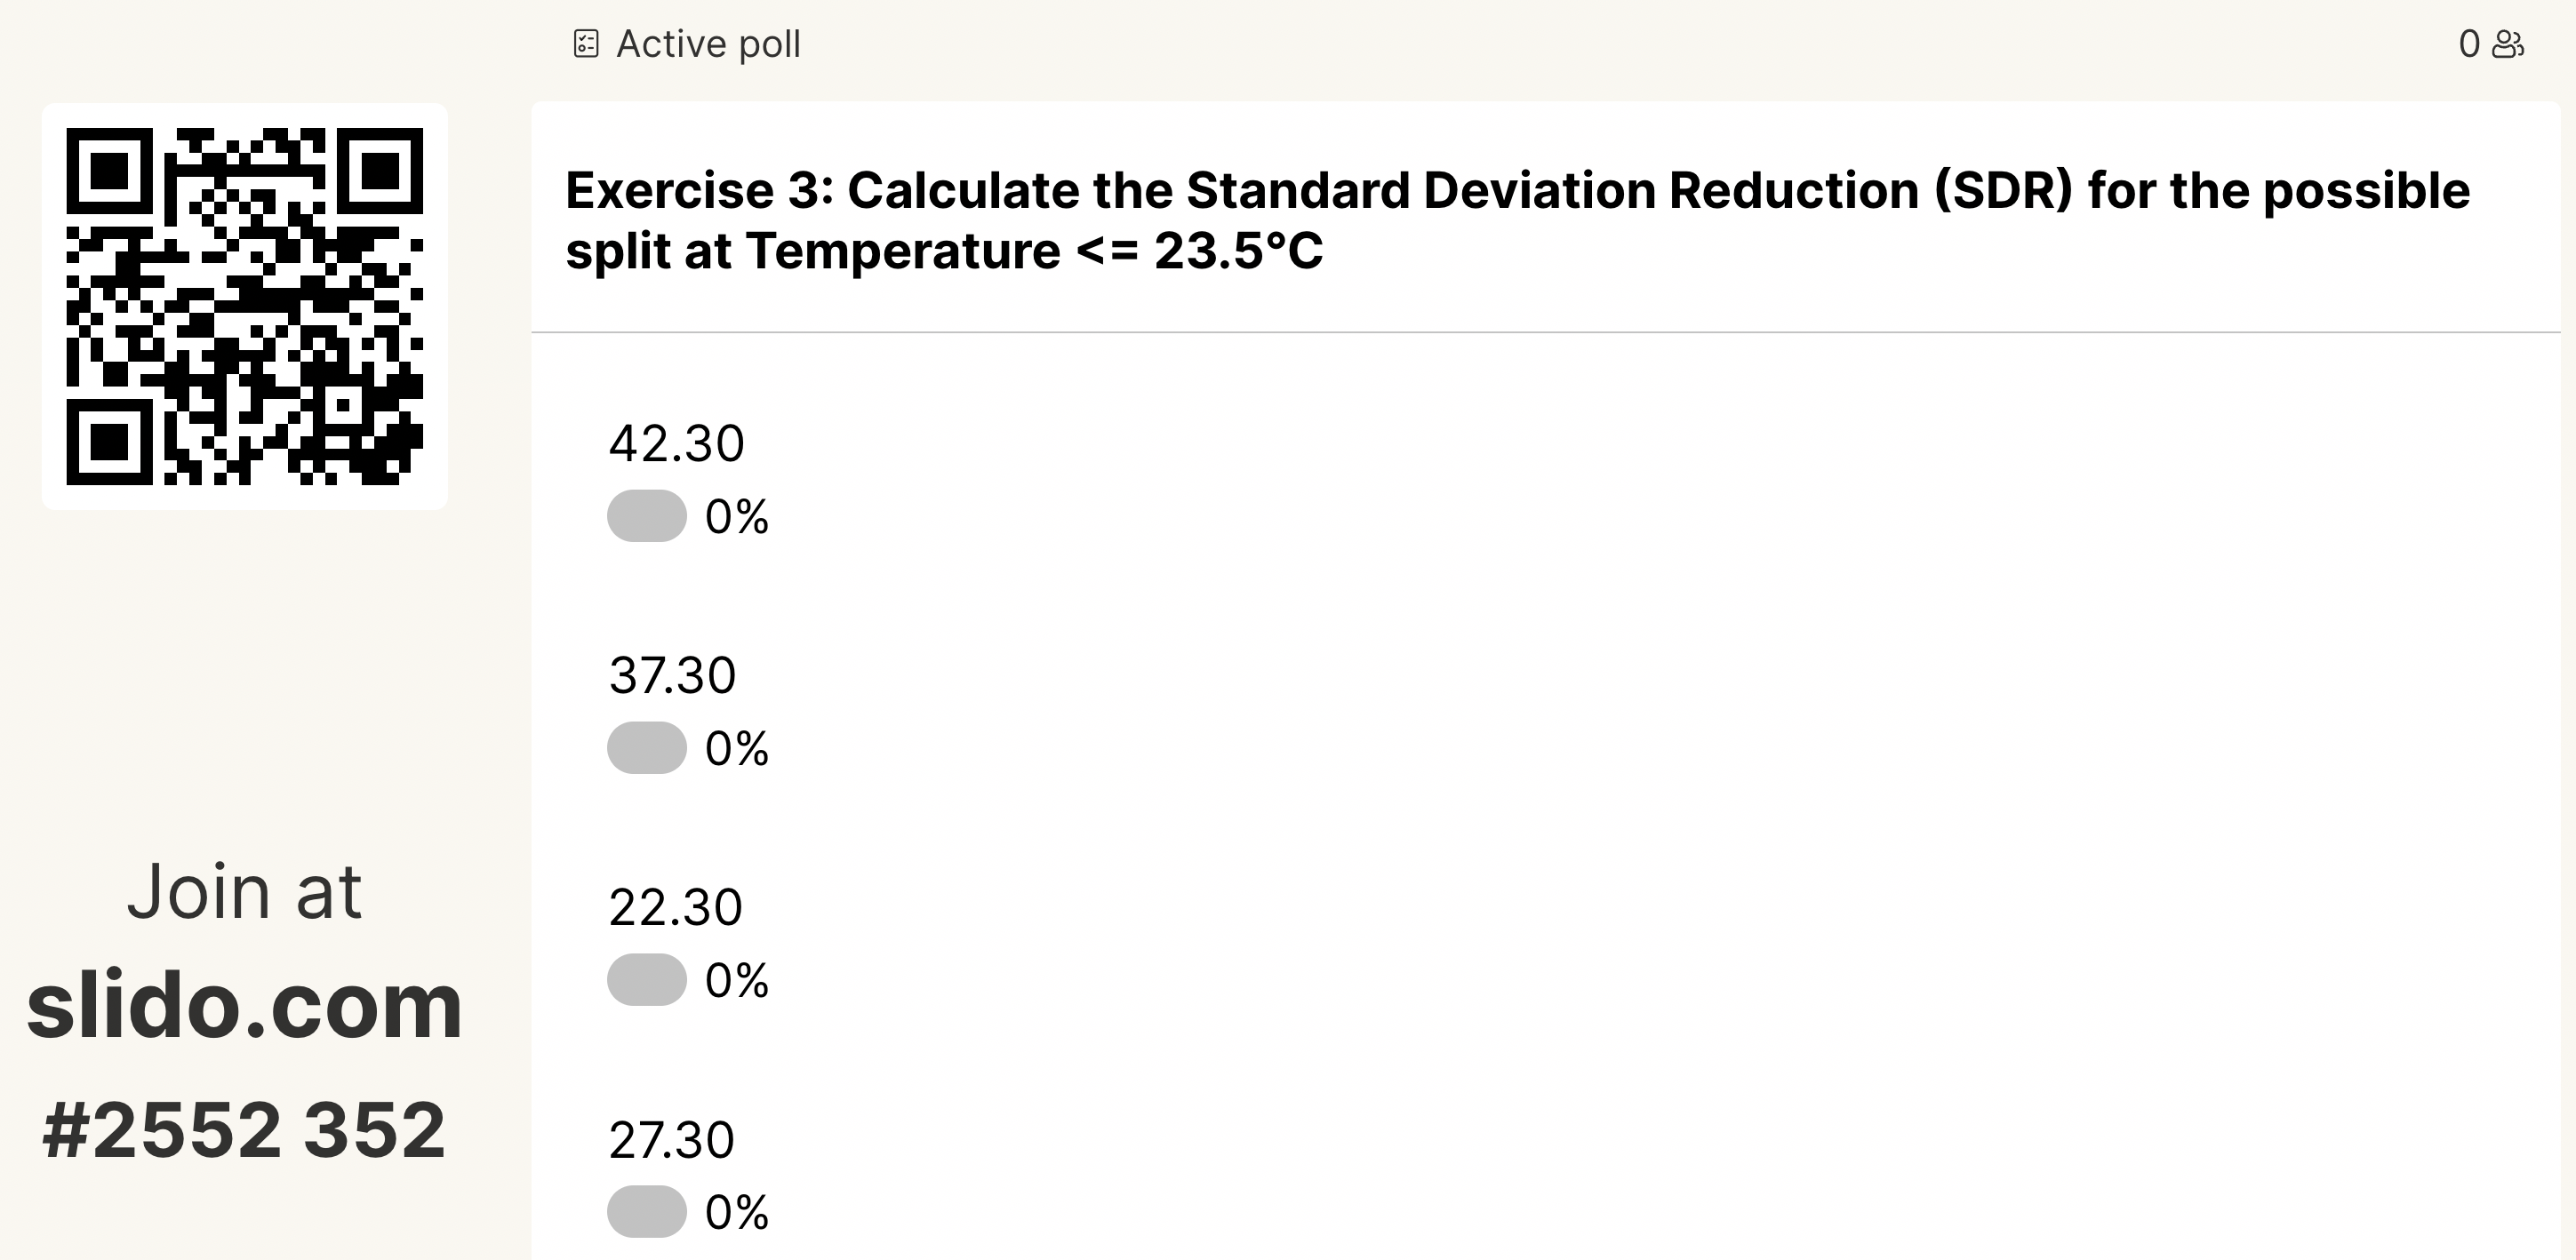 Active poll
0
Exercise 3: Calculate the Standard Deviation Reduction (SDR) for the possible
split at Temperature <= 23.5°C
42.30
0%
37.30
0%
22.30
0%
27.30
0%
Join at
slido.com
#2552 352